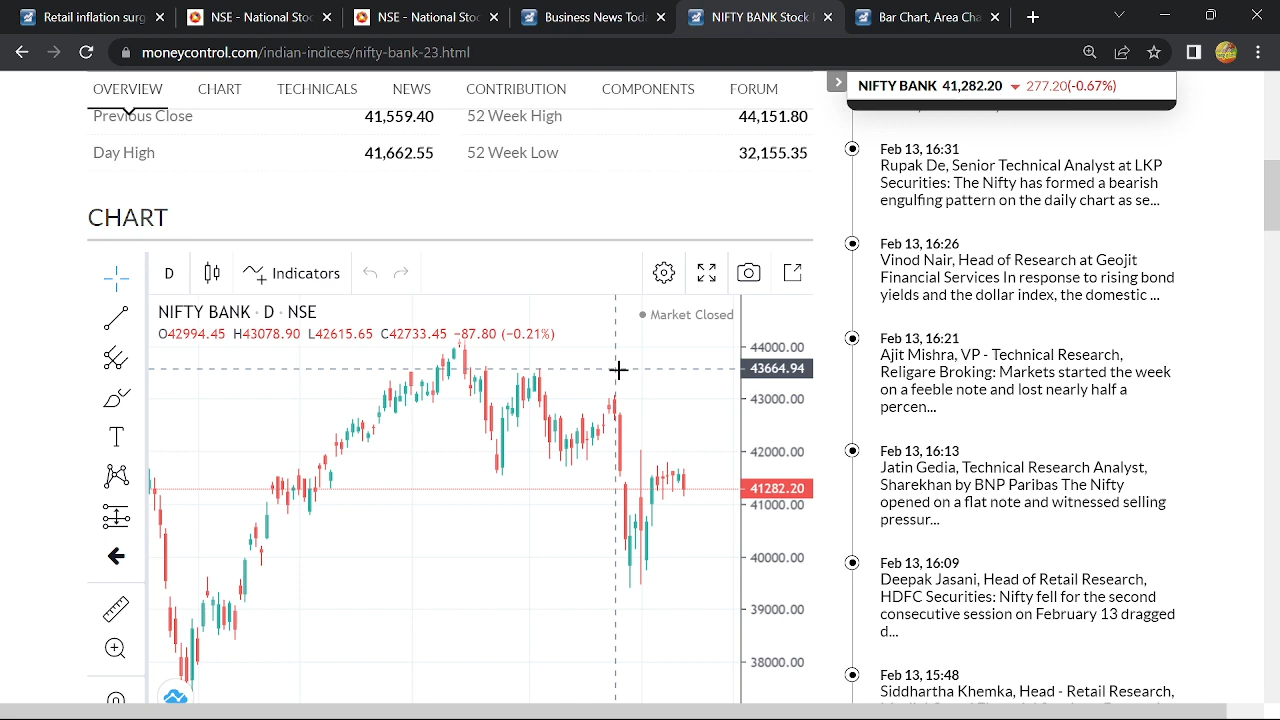 Retail inflation surg
NSE - National Sto
NSE - National Sto
Business News Toda
NIFTY BANK Stock
Bar Chart, Area Cha
moneycontrol.com/indian-indices/nifty-bank-23.html
OVERVIEW CHART TECHNICALS NEWS CONTRIBUTION COMPONENTS FORUM
Previous Close 41,559.40 52 Week High 44,151.80
Day High 41,662.55 52 Week Low 32,155.35
CHART
D Indicators
NIFTY BANK · D · NSE
Market Closed
O42994.45 H43078.90 L42615.65 C42733.45 −87.80 (−0.21%)
44000.00
43664.94
43000.00
42000.00
41282.20
41000.00
40000.00
39000.00
38000.00
T
NIFTY BANK 41,282.20 277.20(-0.67%)
Feb 13, 16:31
Rupak De, Senior Technical Analyst at LKP
Securities: The Nifty has formed a bearish
engulfing pattern on the daily chart as se...
Feb 13, 16:26
Vinod Nair, Head of Research at Geojit
Financial Services In response to rising bond
yields and the dollar index, the domestic ...
Feb 13, 16:21
Ajit Mishra, VP - Technical Research,
Religare Broking: Markets started the week
on a feeble note and lost nearly half a
percen...
Feb 13, 16:13
Jatin Gedia, Technical Research Analyst,
Sharekhan by BNP Paribas The Nifty
opened on a flat note and witnessed selling
pressur...
Feb 13, 16:09
Deepak Jasani, Head of Retail Research,
HDFC Securities: Nifty fell for the second
consecutive session on February 13 dragged
d...
Feb 13, 15:48
Siddhartha Khemka, Head - Retail Research,